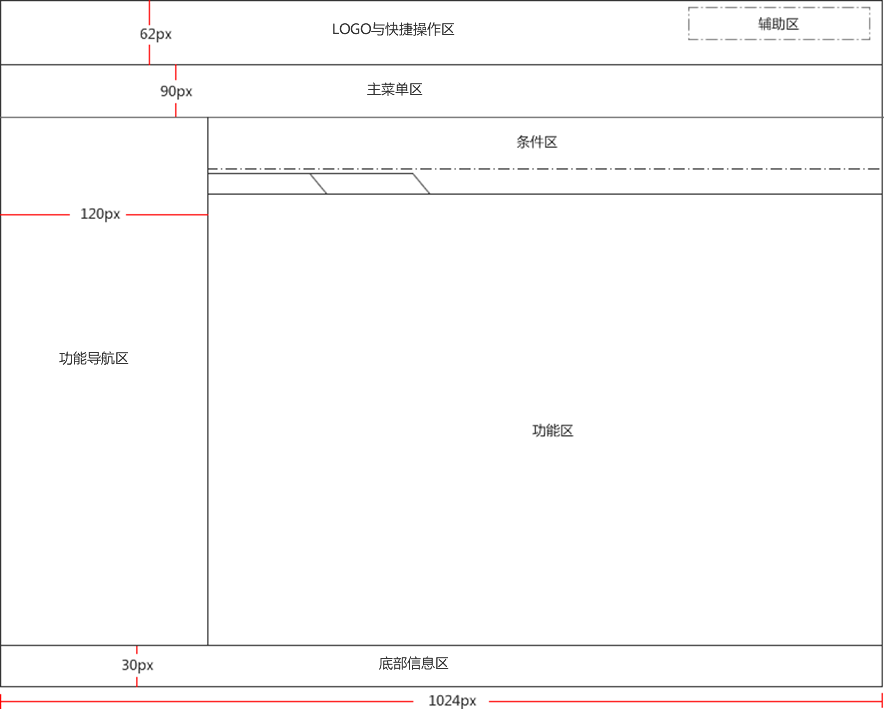 LOGO与快捷操作区
辅助区
62px
主菜单区
90px
条件区
120px
功能导航区
功能区
底部信息区
30px
1024px